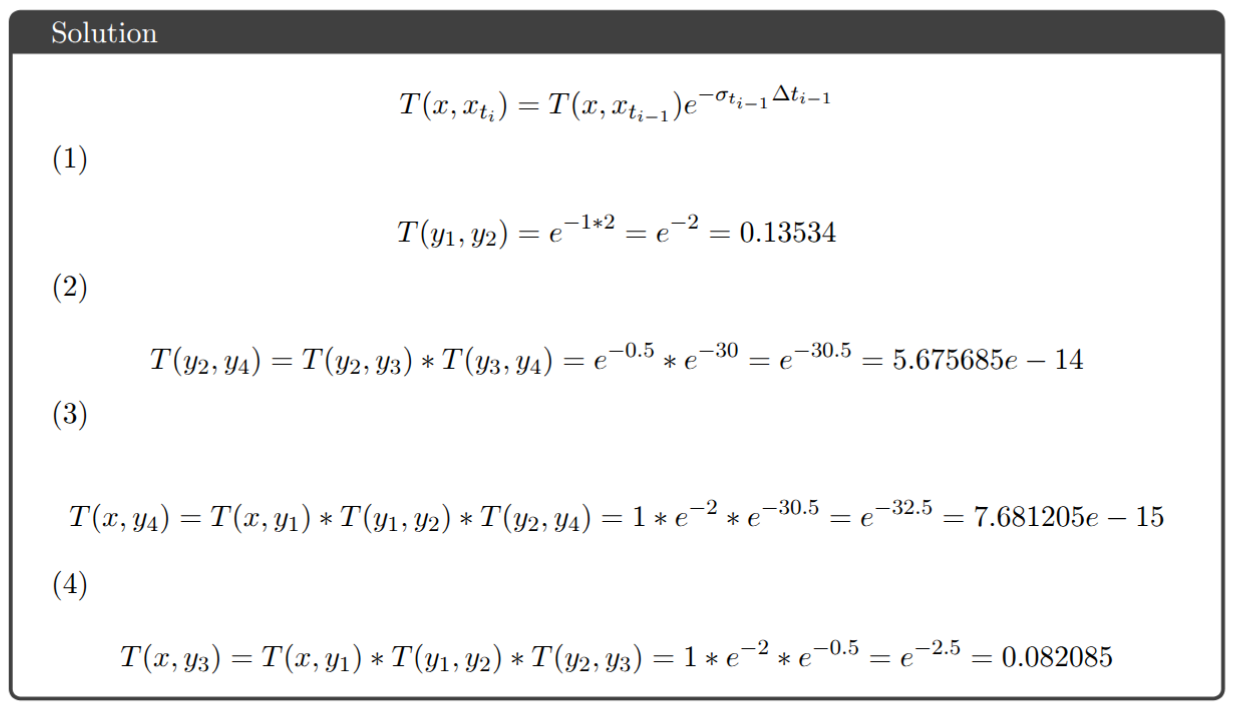 Solution
T(x, x_{t_i}) = T(x, x_{t_{i-1}})e^{-σ_{t_{i-1}}Δt_{i-1}}
(1)
T(y_1, y_2) = e^{-1*2} = e^{-2} = 0.13534
(2)
T(y_2, y_4) = T(y_2, y_3) * T(y_3, y_4) = e^{-0.5} * e^{-30} = e^{-30.5} = 5.675685e − 14
(3)
T(x, y_4) = T(x, y_1) * T(y_1, y_2) * T(y_2, y_4) = 1 * e^{-2} * e^{-30.5} = e^{-32.5} = 7.681205e − 15
(4)
T(x, y_3) = T(x, y_1) * T(y_1, y_2) * T(y_2, y_3) = 1 * e^{-2} * e^{-0.5} = e^{-2.5} = 0.082085